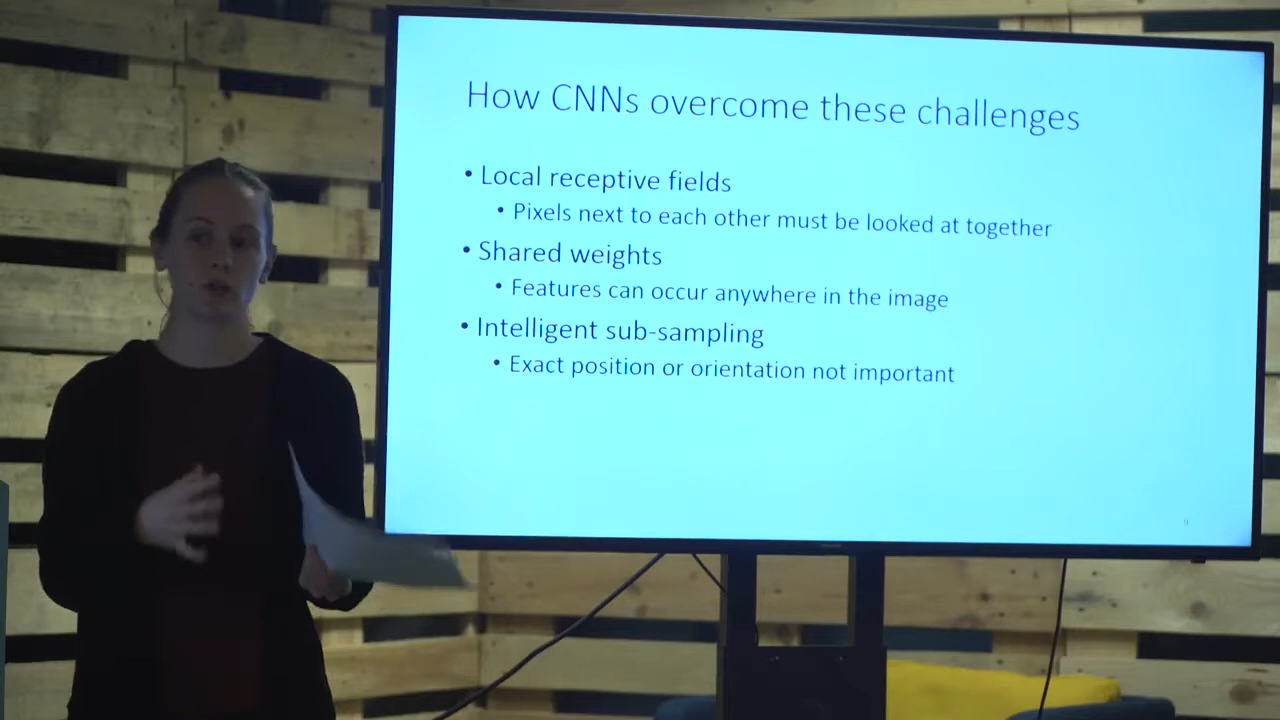 How CNNs overcome these challenges
• Local receptive fields
• Pixels next to each other must be looked at together
• Shared weights
• Features can occur anywhere in the image
• Intelligent sub-sampling
• Exact position or orientation not important
9